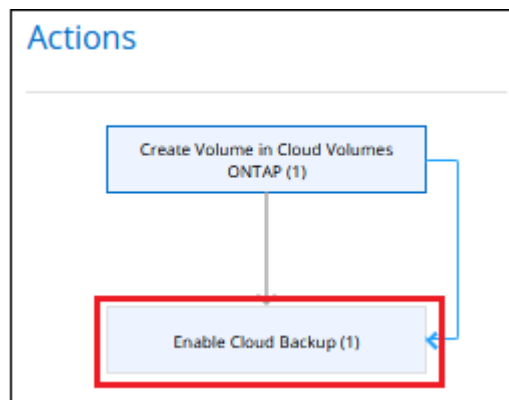 Actions
Create Volume in Cloud Volumes
ONTAP (1)
Enable Cloud Backup (1)